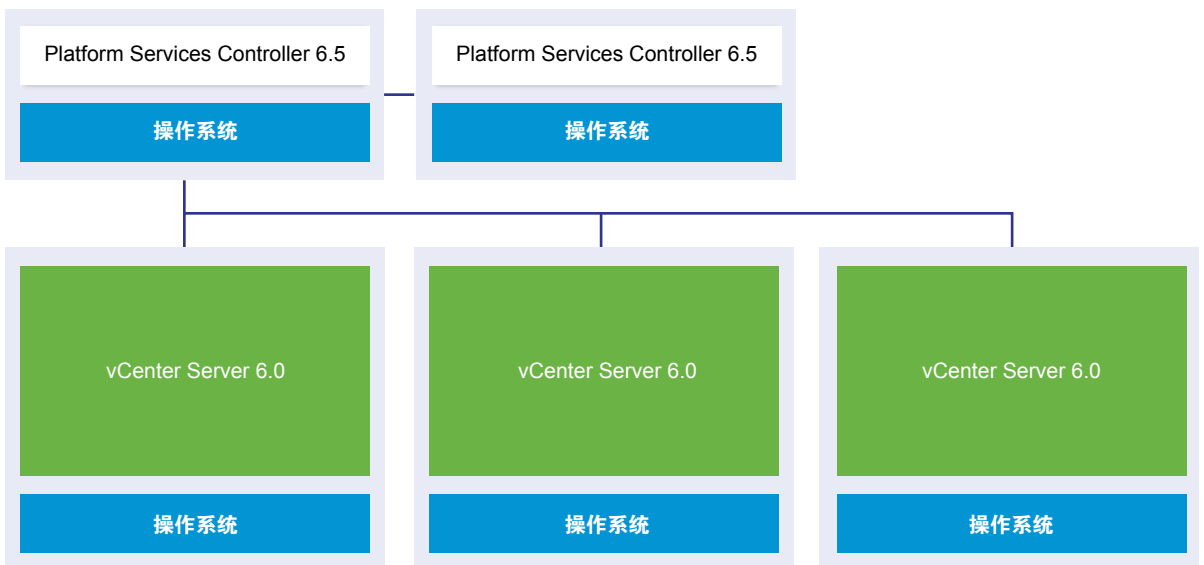 Platform Services Controller 6.5
Platform Services Controller 6.5
操作系统
操作系统
vCenter Server 6.0
vCenter Server 6.0
vCenter Server 6.0
操作系统
操作系统
操作系统